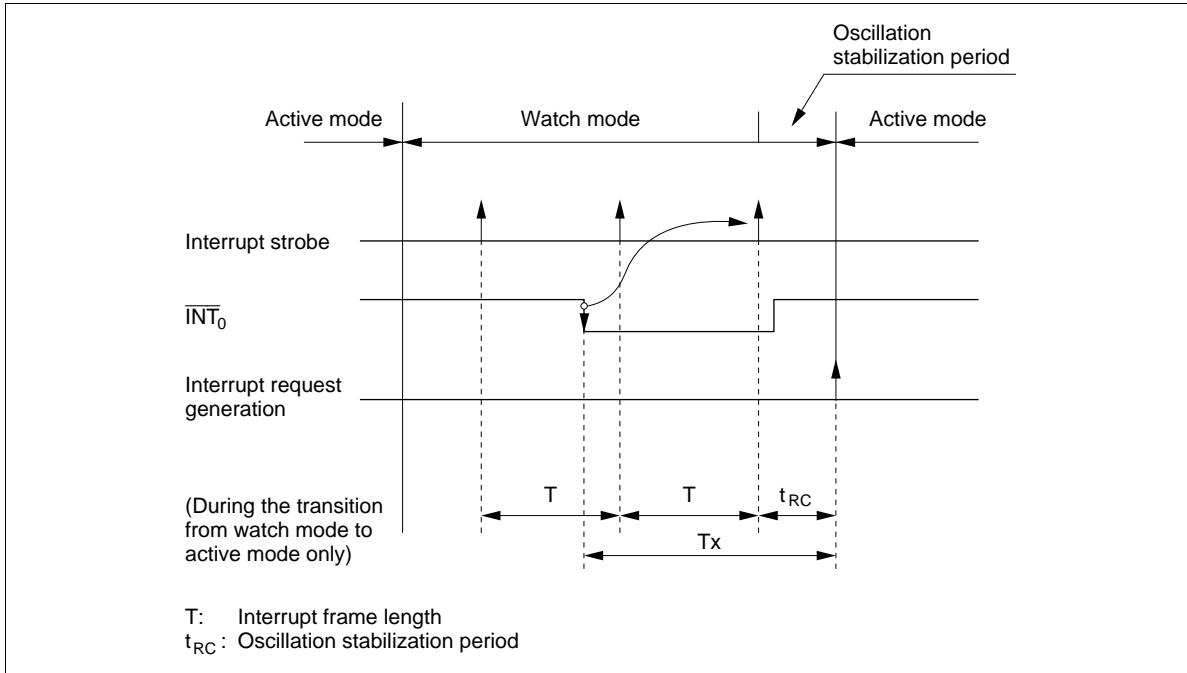 Oscillation
stabilization period
Active mode
Watch mode
Active mode
Interrupt strobe
INT0
Interrupt request
generation
(During the transition
from watch mode to
active mode only)
T
T
tRC
Tx
T: Interrupt frame length
tRC : Oscillation stabilization period